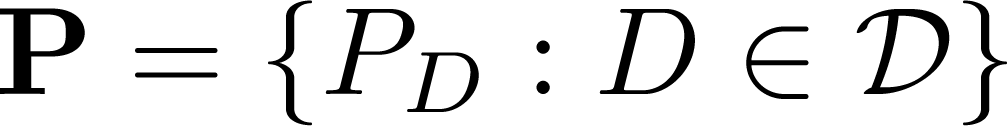 𝐏 = {P_D : D ∈ 𝒟}